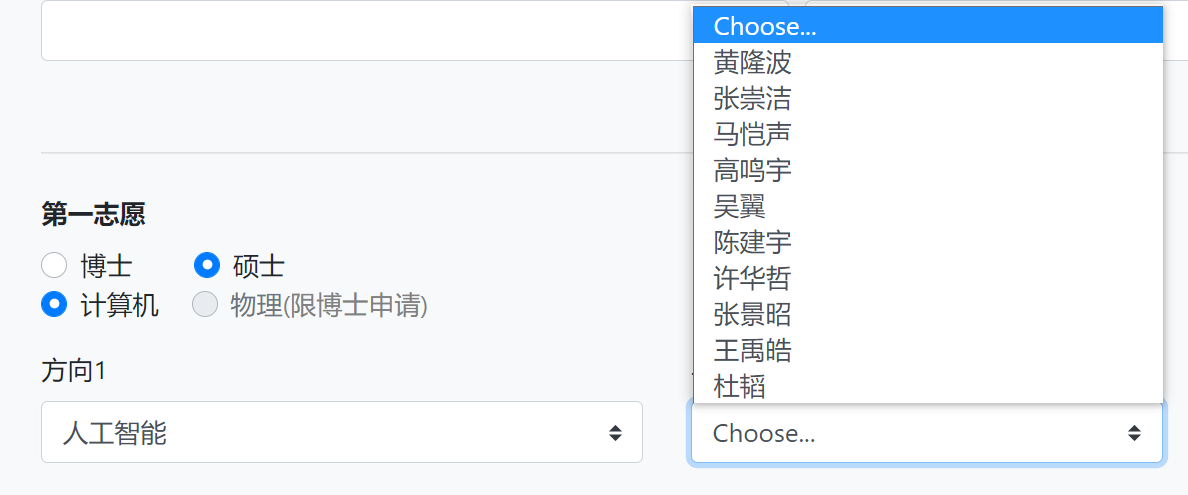 Choose...
黄隆波
张崇洁
马恺声
高鸣宇
吴翼
陈建宇
许华哲
张景昭
王禹皓
杜韬
第一志愿
博士 硕士
计算机 物理(限博士申请)
方向1
人工智能
Choose...